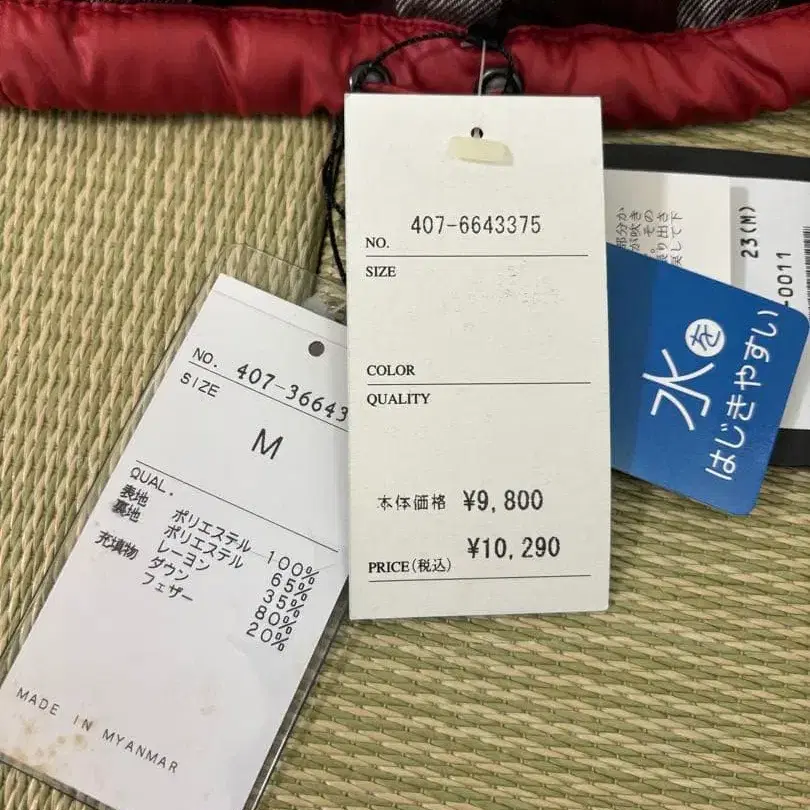 NO. 407-6643375
SIZE
COLOR
QUALITY
本体価格 ¥9,800
PRICE(税込) ¥10,290
NO. 407-36643
SIZE
M
QUAL.
表地 ポリエステル 100%
裏地 ポリエステル 65%
レーヨン 35%
充填物 ダウン 80%
フェザー 20%
MADE IN MYANMAR
水を
はじきやすい
23(M)
-0011